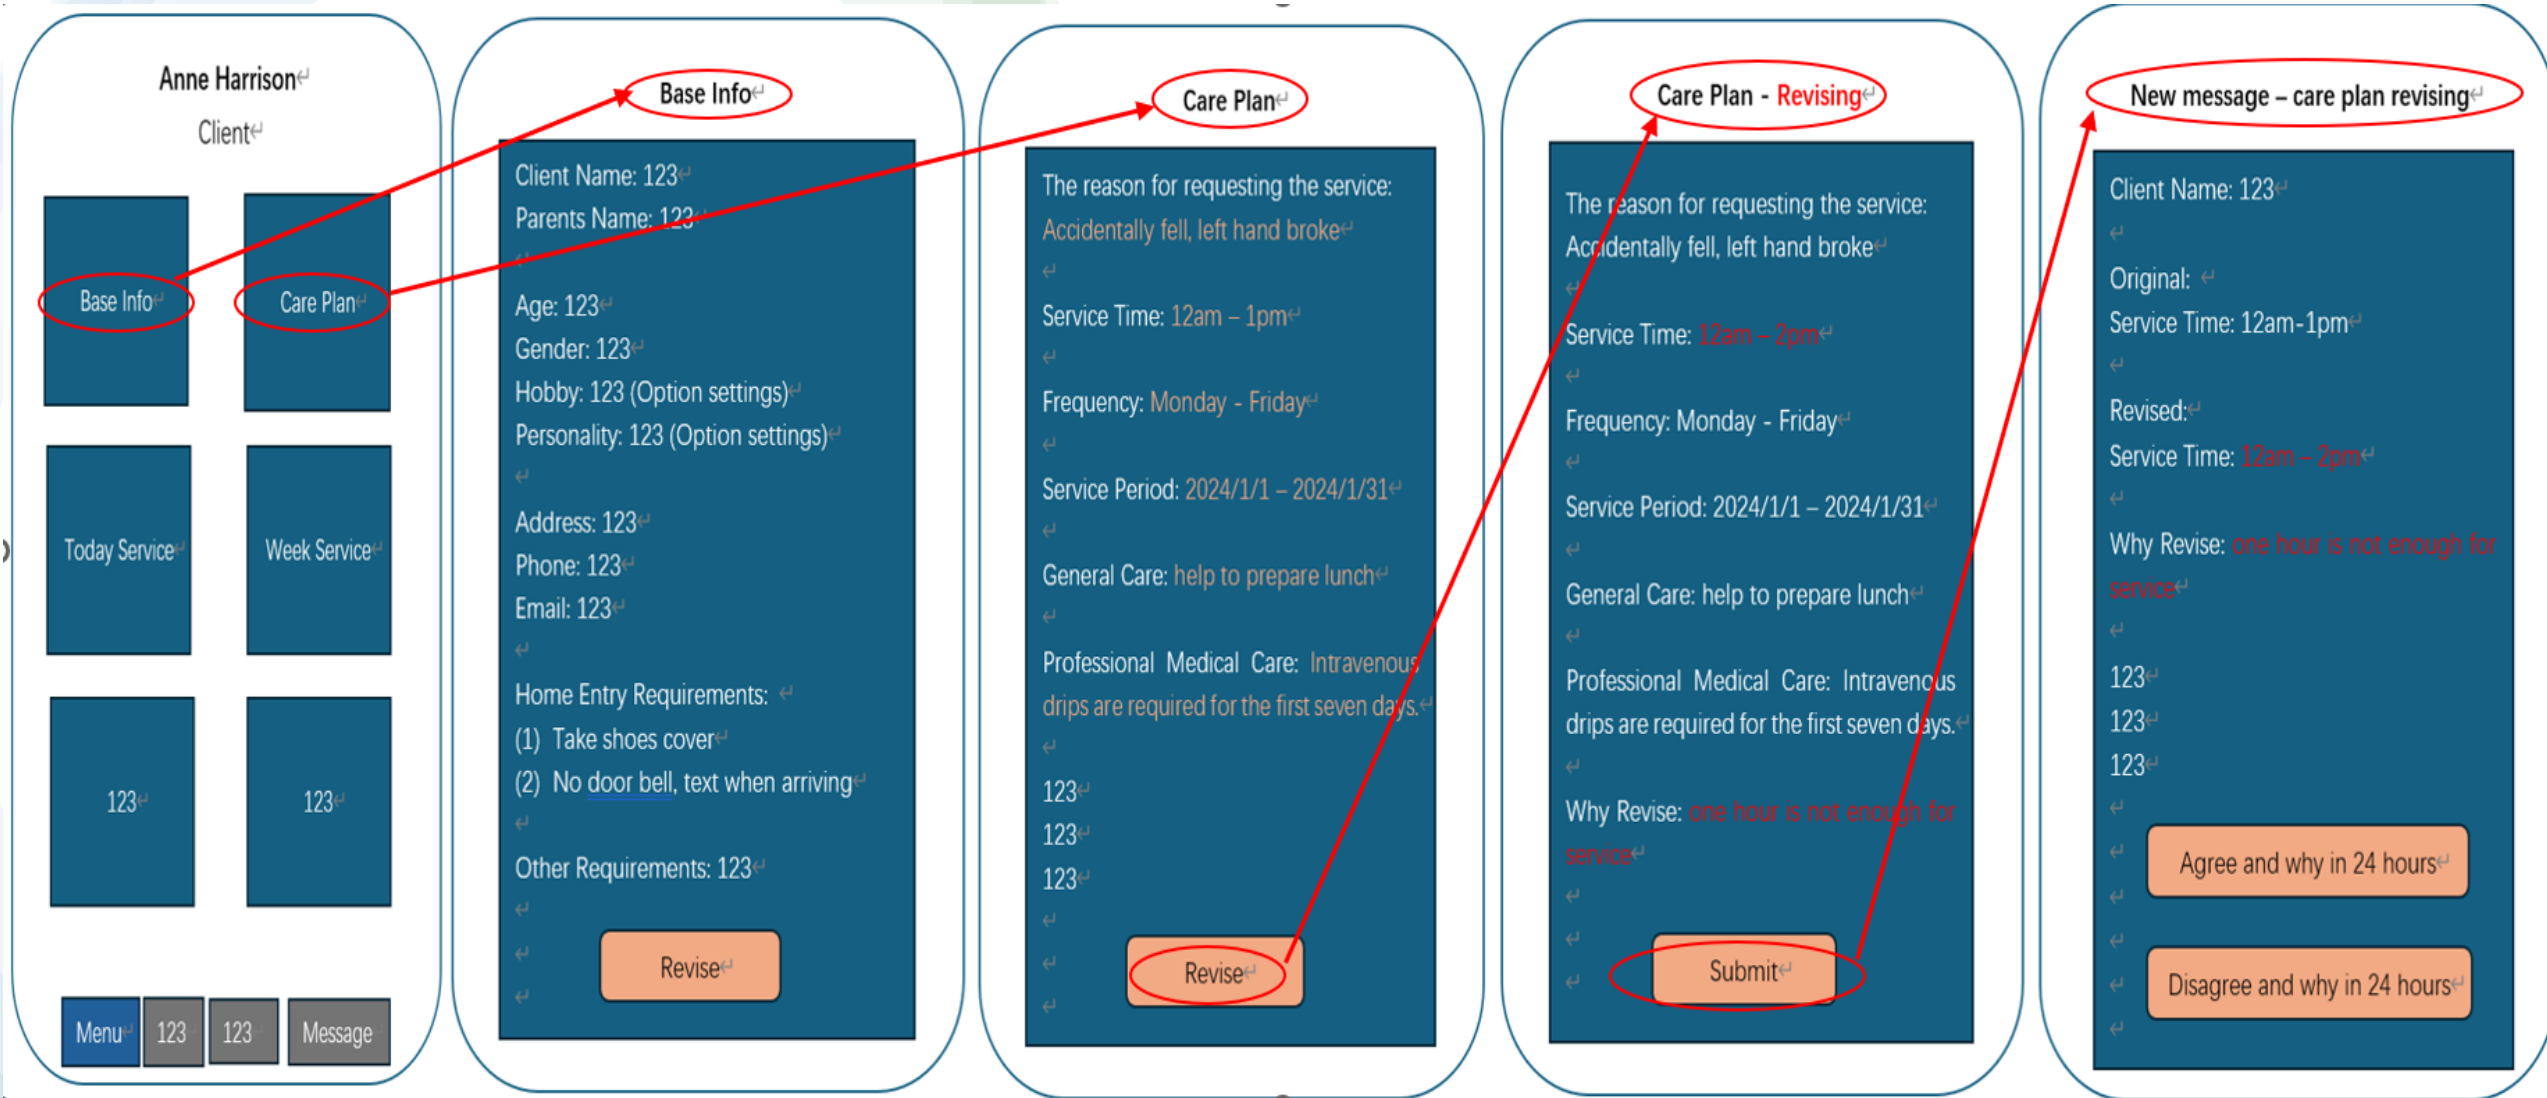 Anne Harrison
Client
Base Info
Care Plan
Today Service
Week Service
123
123
Menu
123
123
Message
Base Info
Client Name: 123
Parents Name: 123
Age: 123
Gender: 123
Hobby: 123 (Option settings)
Personality: 123 (Option settings)
Address: 123
Phone: 123
Email: 123
Home Entry Requirements:
(1) Take shoes cover
(2) No door bell, text when arriving
Other Requirements: 123
Revise
Care Plan
The reason for requesting the service:
Accidentally fell, left hand broke
Service Time: 12am – 1pm
Frequency: Monday - Friday
Service Period: 2024/1/1 – 2024/1/31
General Care: help to prepare lunch
Professional Medical Care: Intravenous
drips are required for the first seven days.
123
123
123
Revise
Care Plan - Revising
The reason for requesting the service:
Accidentally fell, left hand broke
Service Time: 12am – 2pm
Frequency: Monday - Friday
Service Period: 2024/1/1 – 2024/1/31
General Care: help to prepare lunch
Professional Medical Care: Intravenous
drips are required for the first seven days.
Why Revise: one hour is not enough for
service
Submit
New message – care plan revising
Client Name: 123
Original:
Service Time: 12am-1pm
Revised:
Service Time: 12am – 2pm
Why Revise: one hour is not enough for
service
123
123
123
Agree and why in 24 hours
Disagree and why in 24 hours